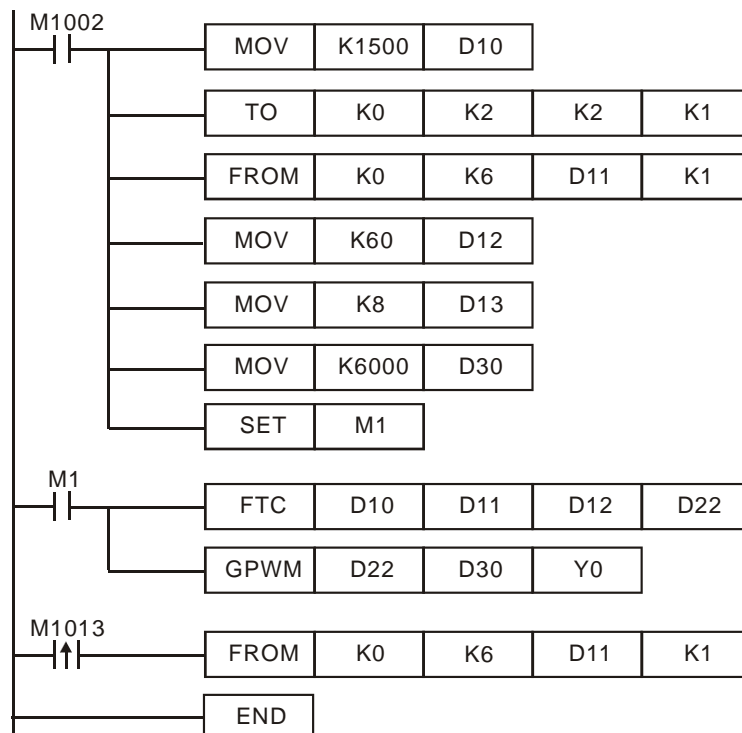 M1002
MOV K1500 D10
TO K0 K2 K2 K1
FROM K0 K6 D11 K1
MOV K60 D12
MOV K8 D13
MOV K6000 D30
SET M1
M1
FTC D10 D11 D12 D22
GPWM D22 D30 Y0
M1013
FROM K0 K6 D11 K1
END